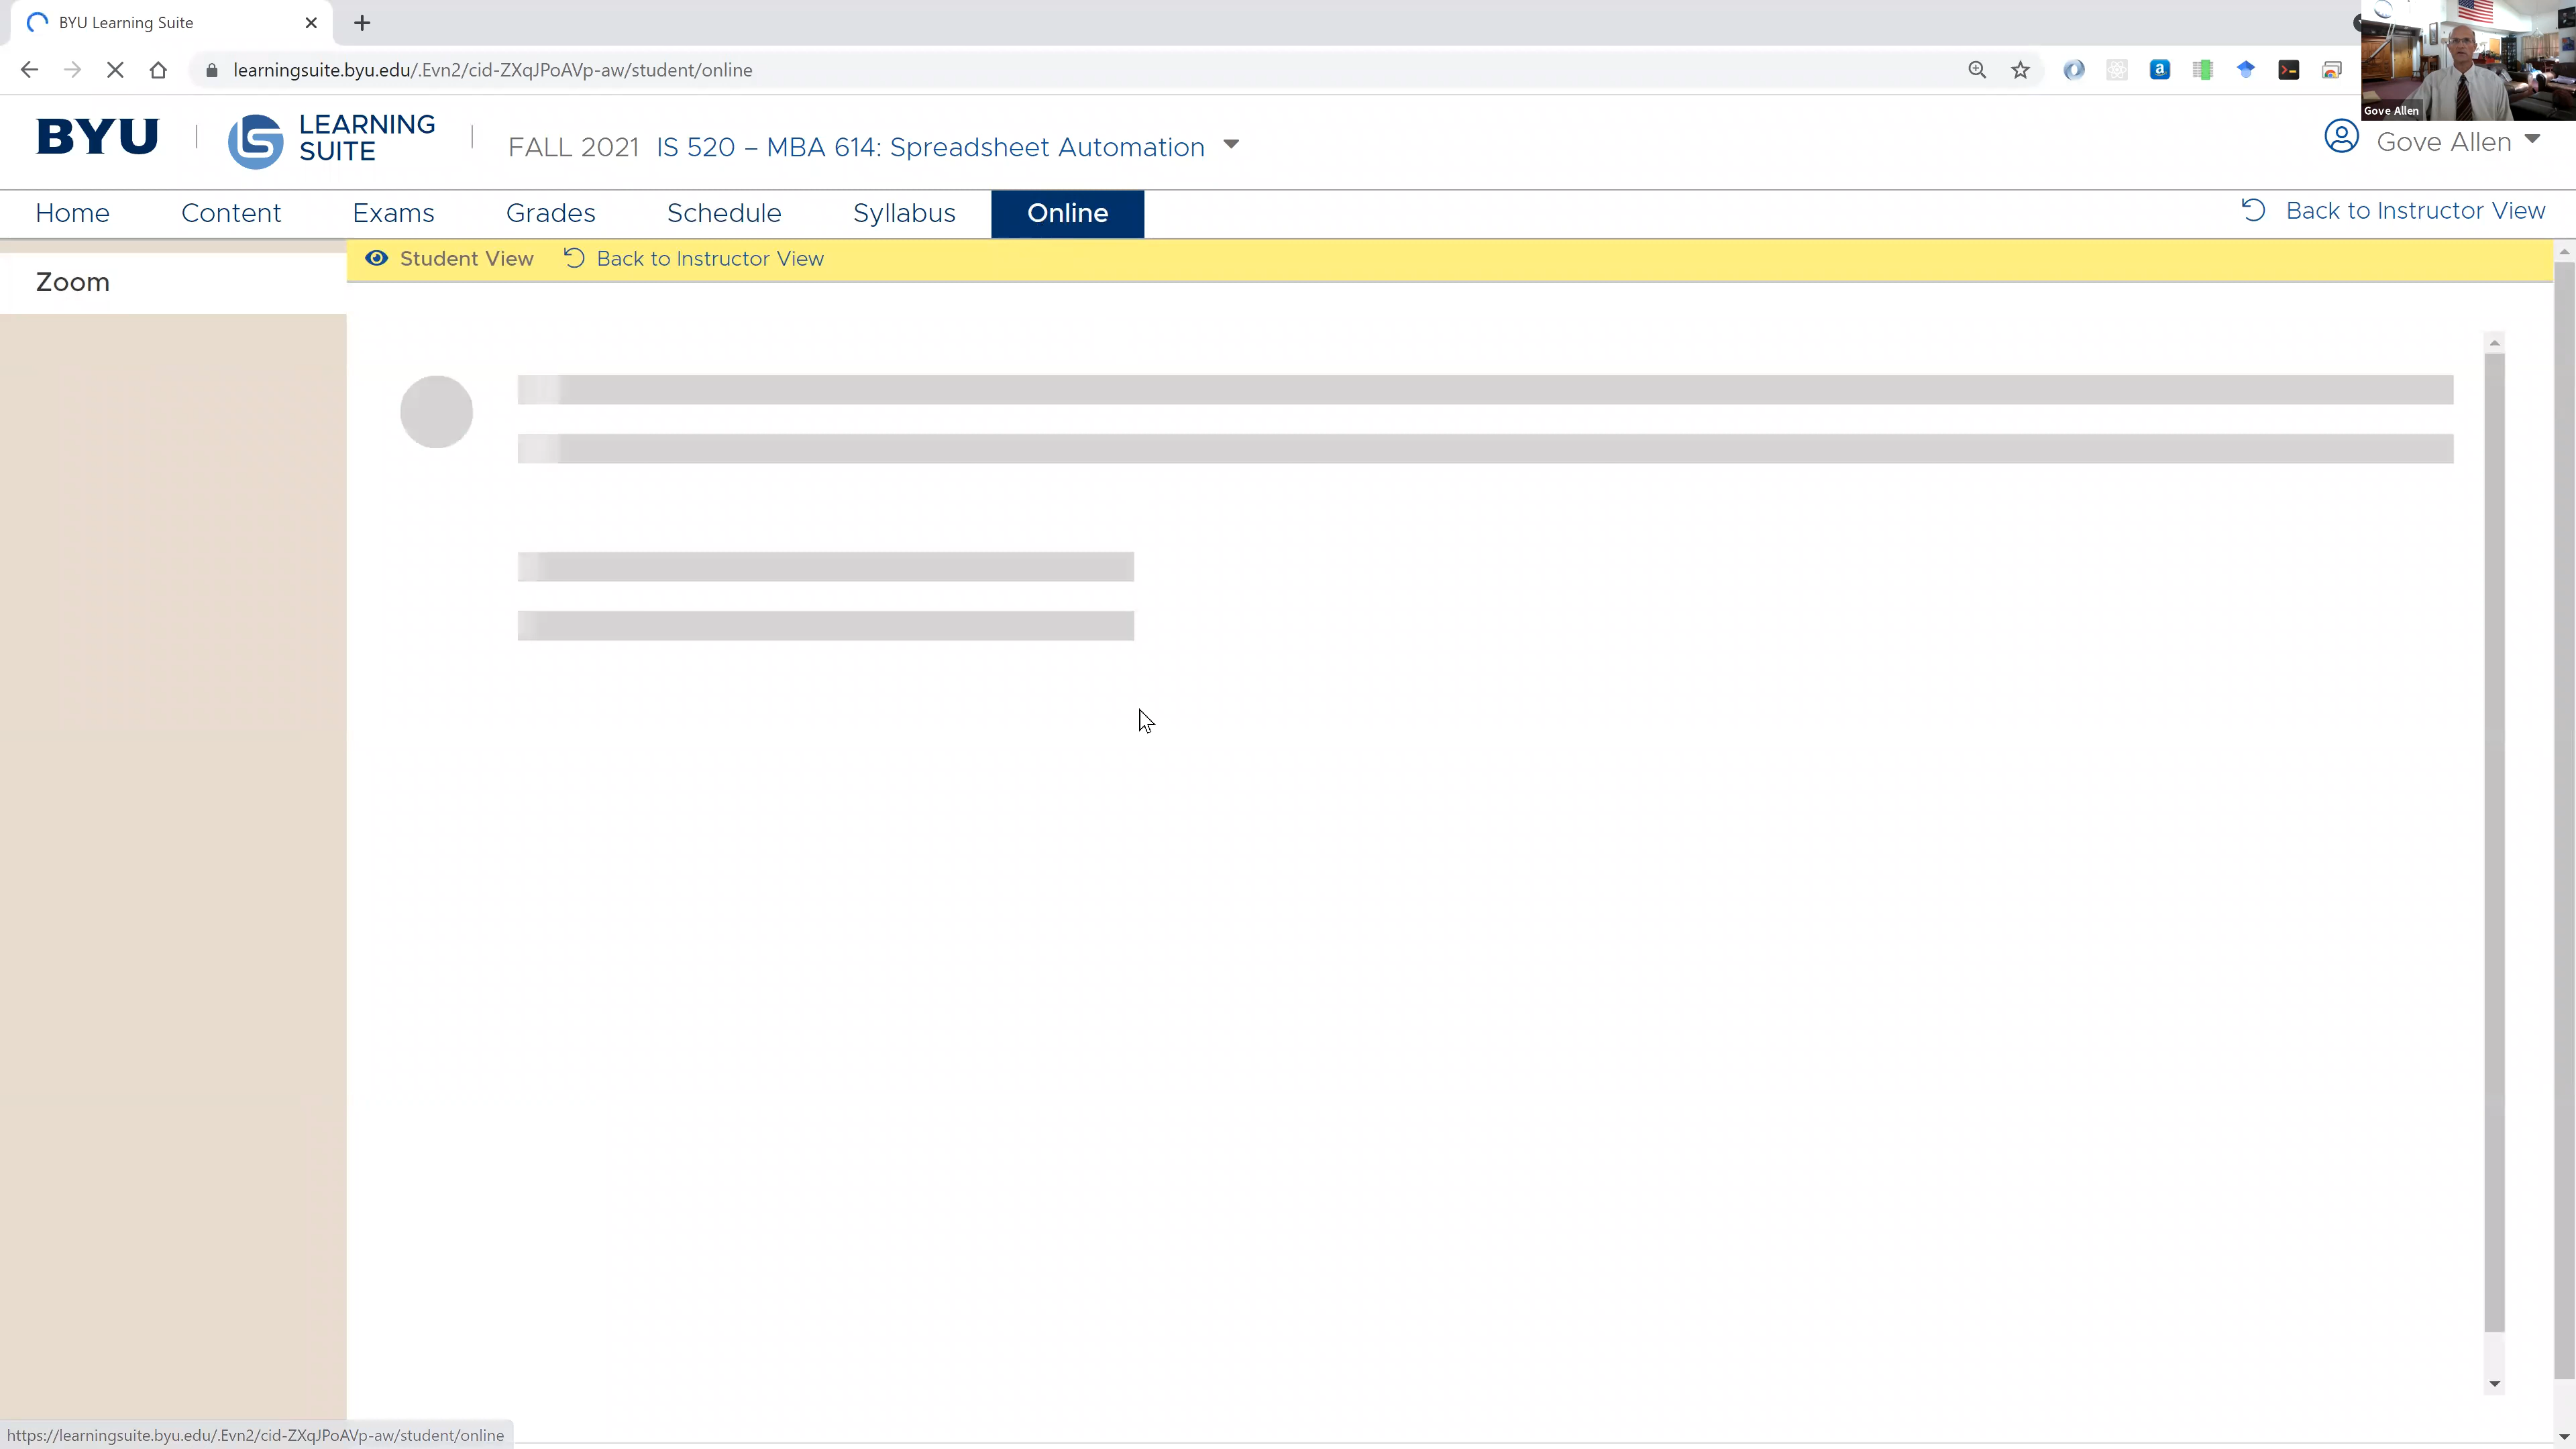 BYU Learning Suite
learningsuite.byu.edu/.Evn2/cid-ZXqJPoAVp-aw/student/online
Gove Allen
BYU
LEARNING SUITE
FALL 2021 IS 520 – MBA 614: Spreadsheet Automation
Gove Allen
Home Content Exams Grades Schedule Syllabus Online
Back to Instructor View
Student View Back to Instructor View
Zoom
https://learningsuite.byu.edu/.Evn2/cid-ZXqJPoAVp-aw/student/online